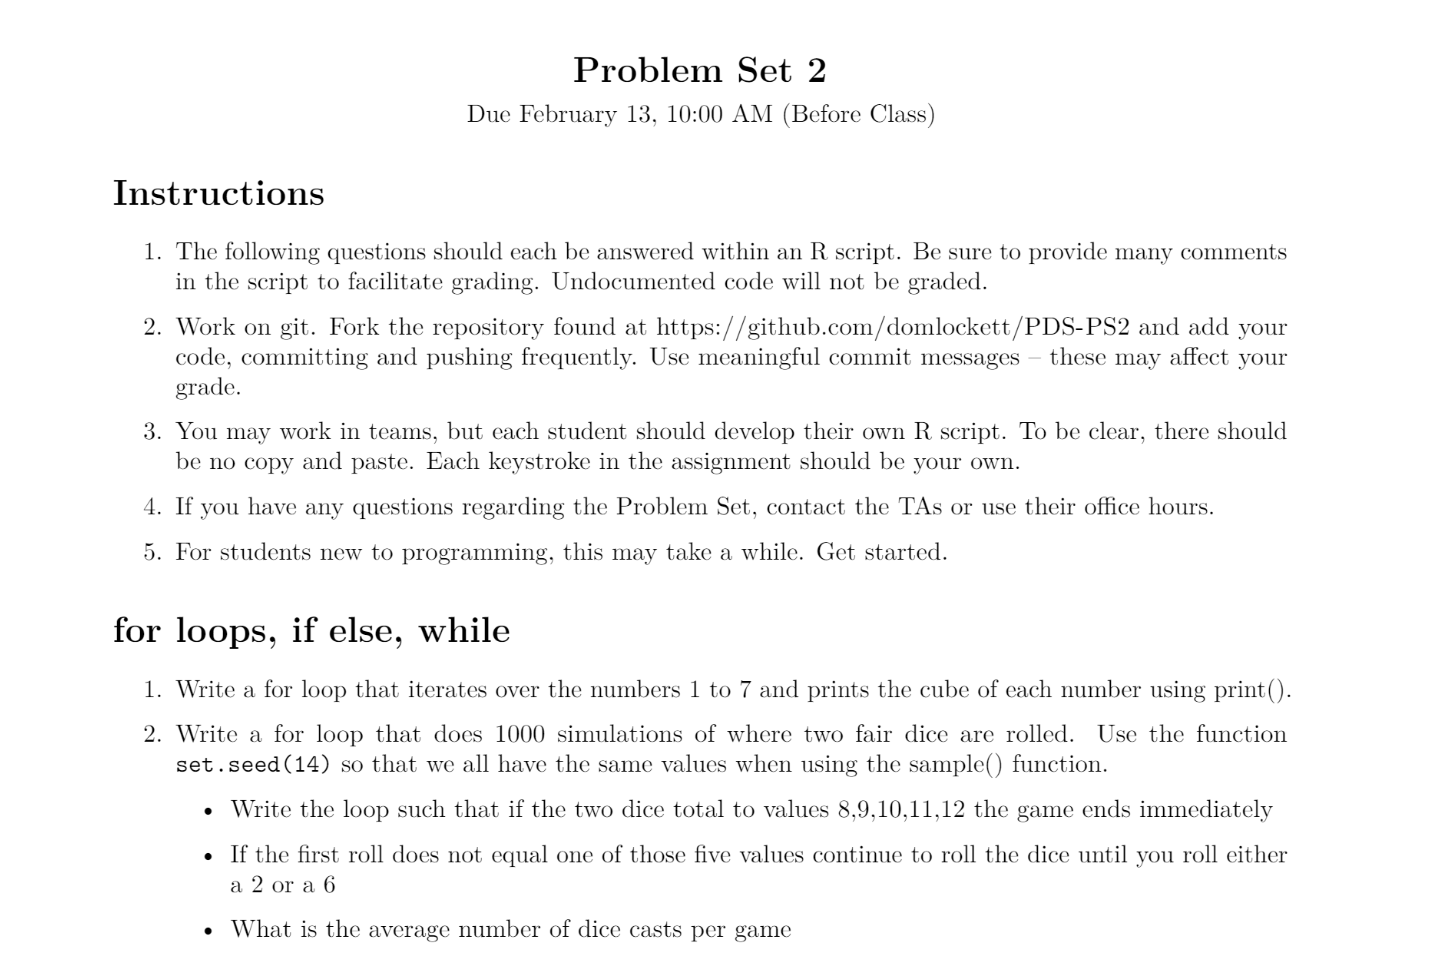 Problem Set 2
Due February 13, 10:00 AM (Before Class)
Instructions
1. The following questions should each be answered within an R script. Be sure to provide many comments
in the script to facilitate grading. Undocumented code will not be graded.
2. Work on git. Fork the repository found at https://github.com/domlockett/PDS-PS2 and add your
code, committing and pushing frequently. Use meaningful commit messages – these may affect your
grade.
3. You may work in teams, but each student should develop their own R script. To be clear, there should
be no copy and paste. Each keystroke in the assignment should be your own.
4. If you have any questions regarding the Problem Set, contact the TAs or use their office hours.
5. For students new to programming, this may take a while. Get started.
for loops, if else, while
1. Write a for loop that iterates over the numbers 1 to 7 and prints the cube of each number using print().
2. Write a for loop that does 1000 simulations of where two fair dice are rolled. Use the function
set.seed(14) so that we all have the same values when using the sample() function.
• Write the loop such that if the two dice total to values 8,9,10,11,12 the game ends immediately
• If the first roll does not equal one of those five values continue to roll the dice until you roll either
a 2 or a 6
• What is the average number of dice casts per game